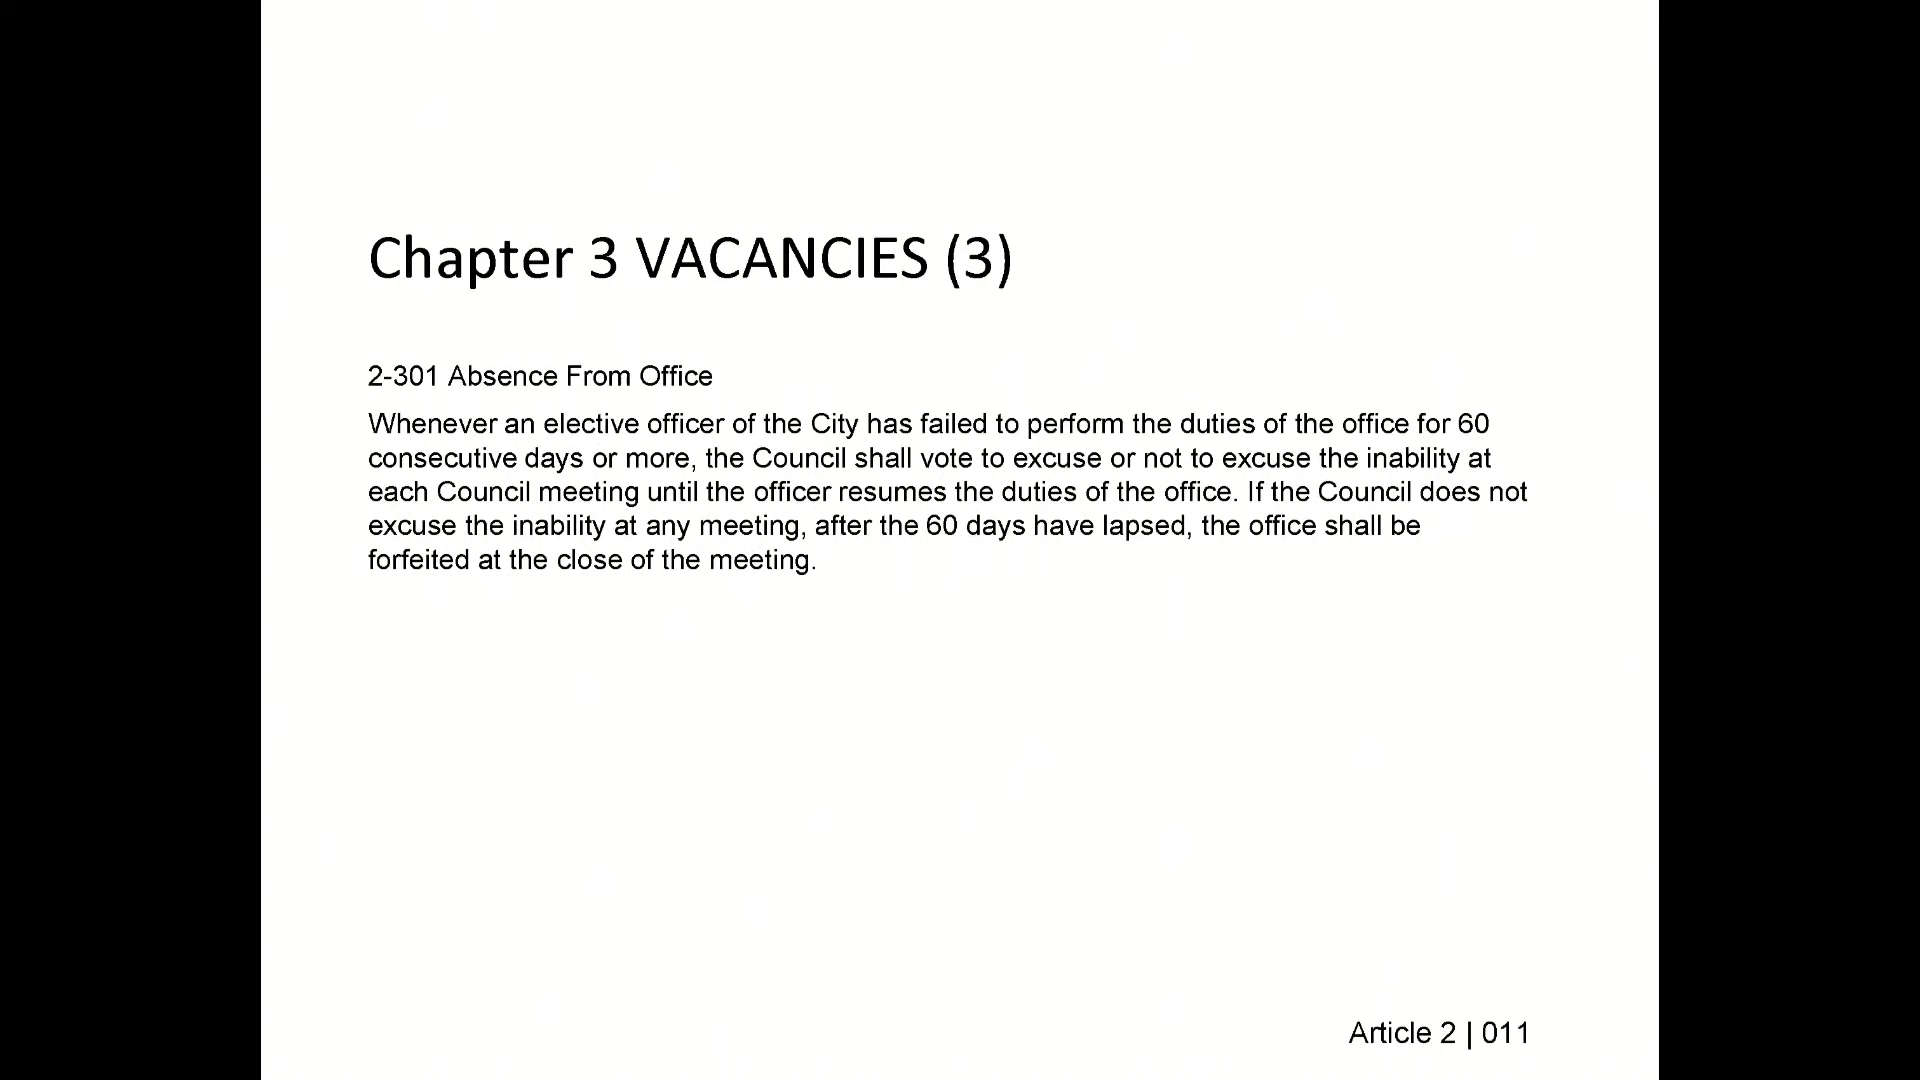 Chapter 3 VACANCIES (3)
2-301 Absence From Office
Whenever an elective officer of the City has failed to perform the duties of the office for 60
consecutive days or more, the Council shall vote to excuse or not to excuse the inability at
each Council meeting until the officer resumes the duties of the office. If the Council does not
excuse the inability at any meeting, after the 60 days have lapsed, the office shall be
forfeited at the close of the meeting.
Article 2 | 011